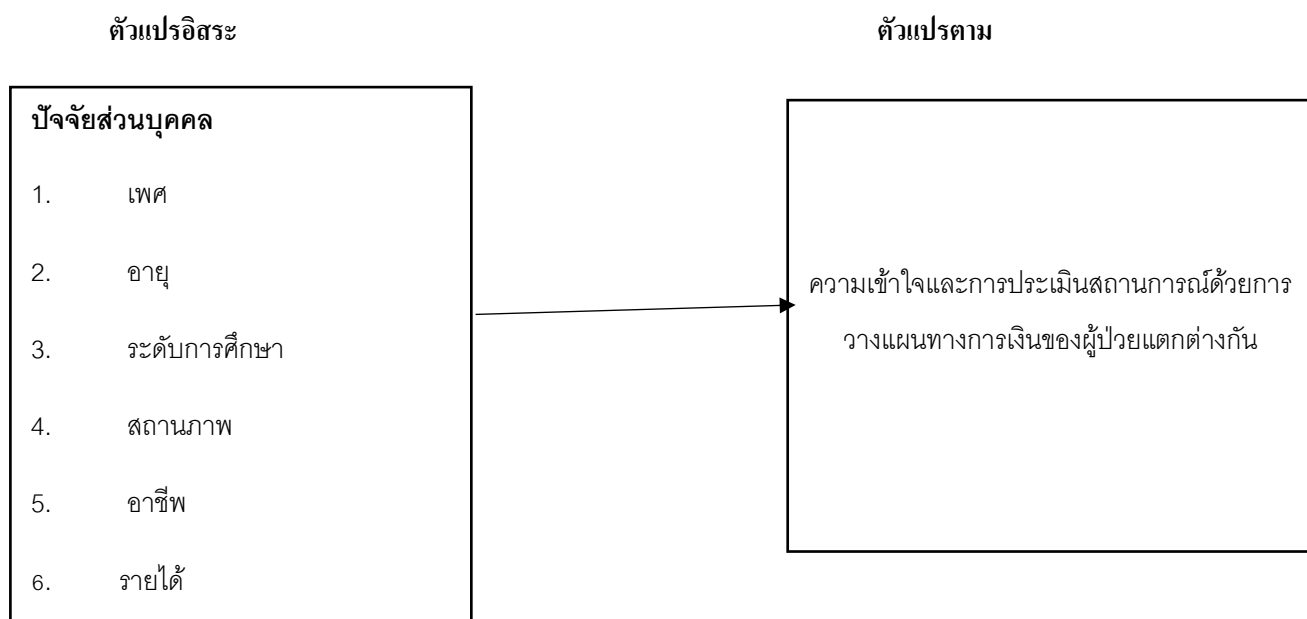 ตัวแปรอิสระ
ตัวแปรตาม
ปัจจัยส่วนบุคคล
1. เพศ
2. อายุ
3. ระดับการศึกษา
4. สถานภาพ
5. อาชีพ
6. รายได้
ความเข้าใจและการประเมินสถานการณ์ด้วยการ
วางแผนทางการเงินของผู้ป่วยแตกต่างกัน